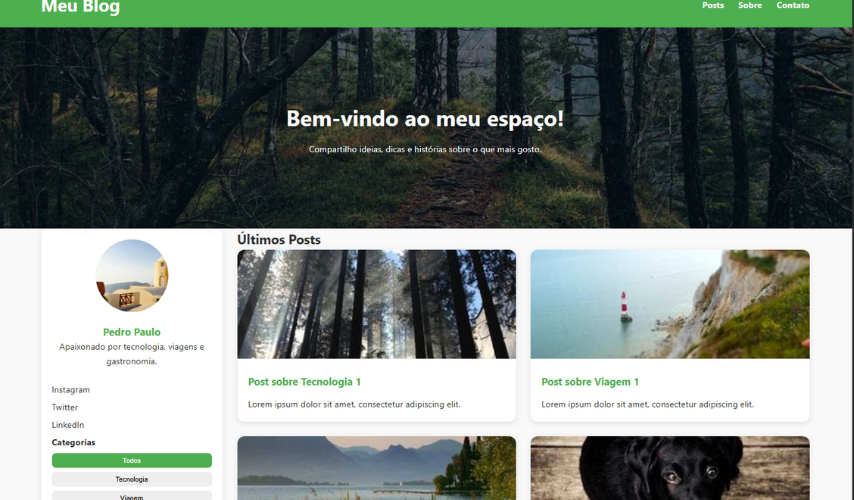 Meu Blog
Posts Sobre Contato
Bem-vindo ao meu espaço!
Compartilho ideias, dicas e histórias sobre o que mais gosto.
Pedro Paulo
Apaixonado por tecnologia, viagens e
gastronomia.
Instagram
Twitter
LinkedIn
Categorias
Todos
Tecnologia
Viagem
Últimos Posts
Post sobre Tecnologia 1
Lorem ipsum dolor sit amet, consectetur adipiscing elit.
Post sobre Viagem 1
Lorem ipsum dolor sit amet, consectetur adipiscing elit.